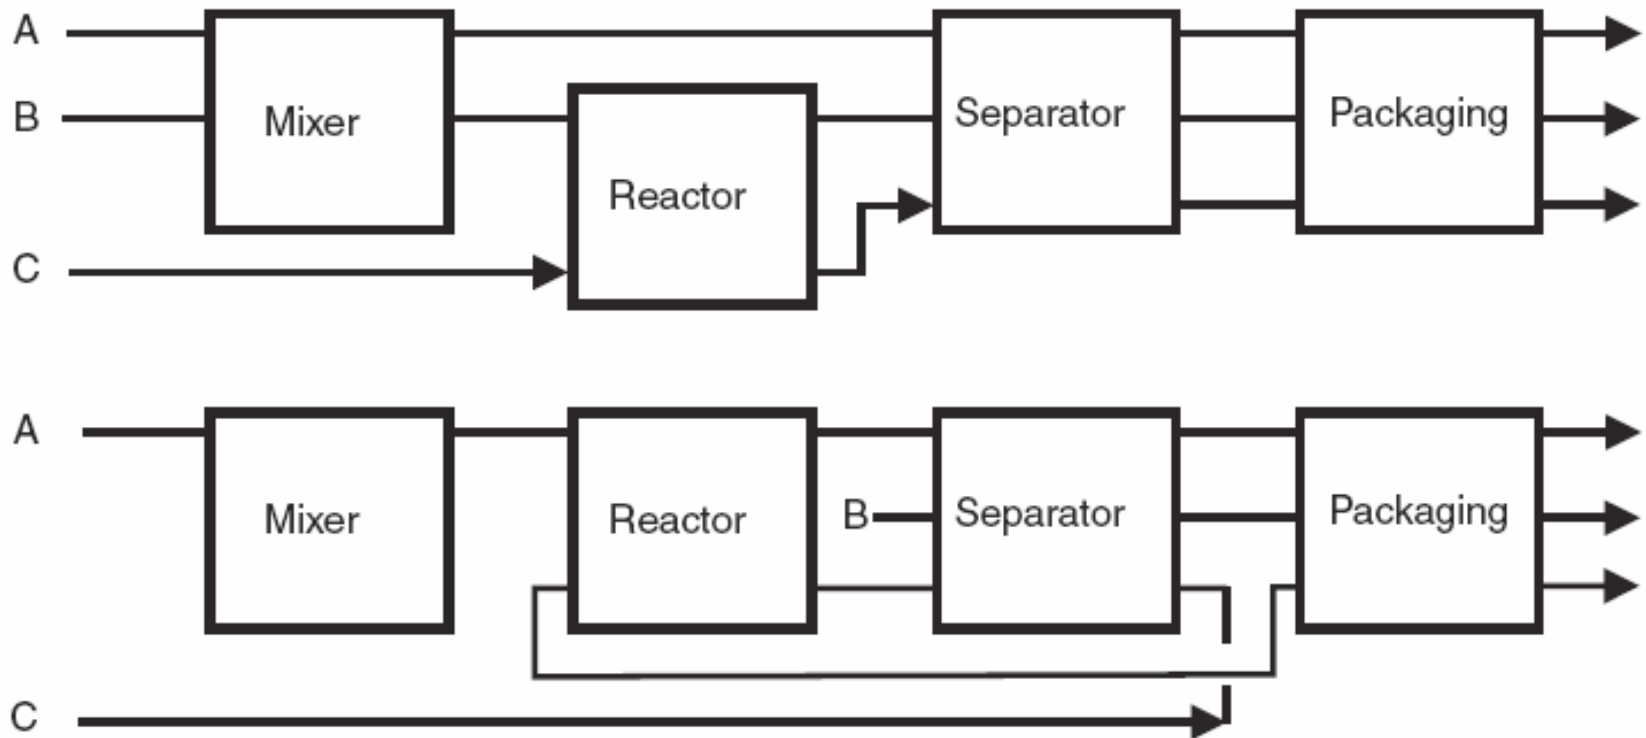 A
B
Mixer
Separator
Packaging
Reactor
C
A
Mixer
Reactor
B
Separator
Packaging
C